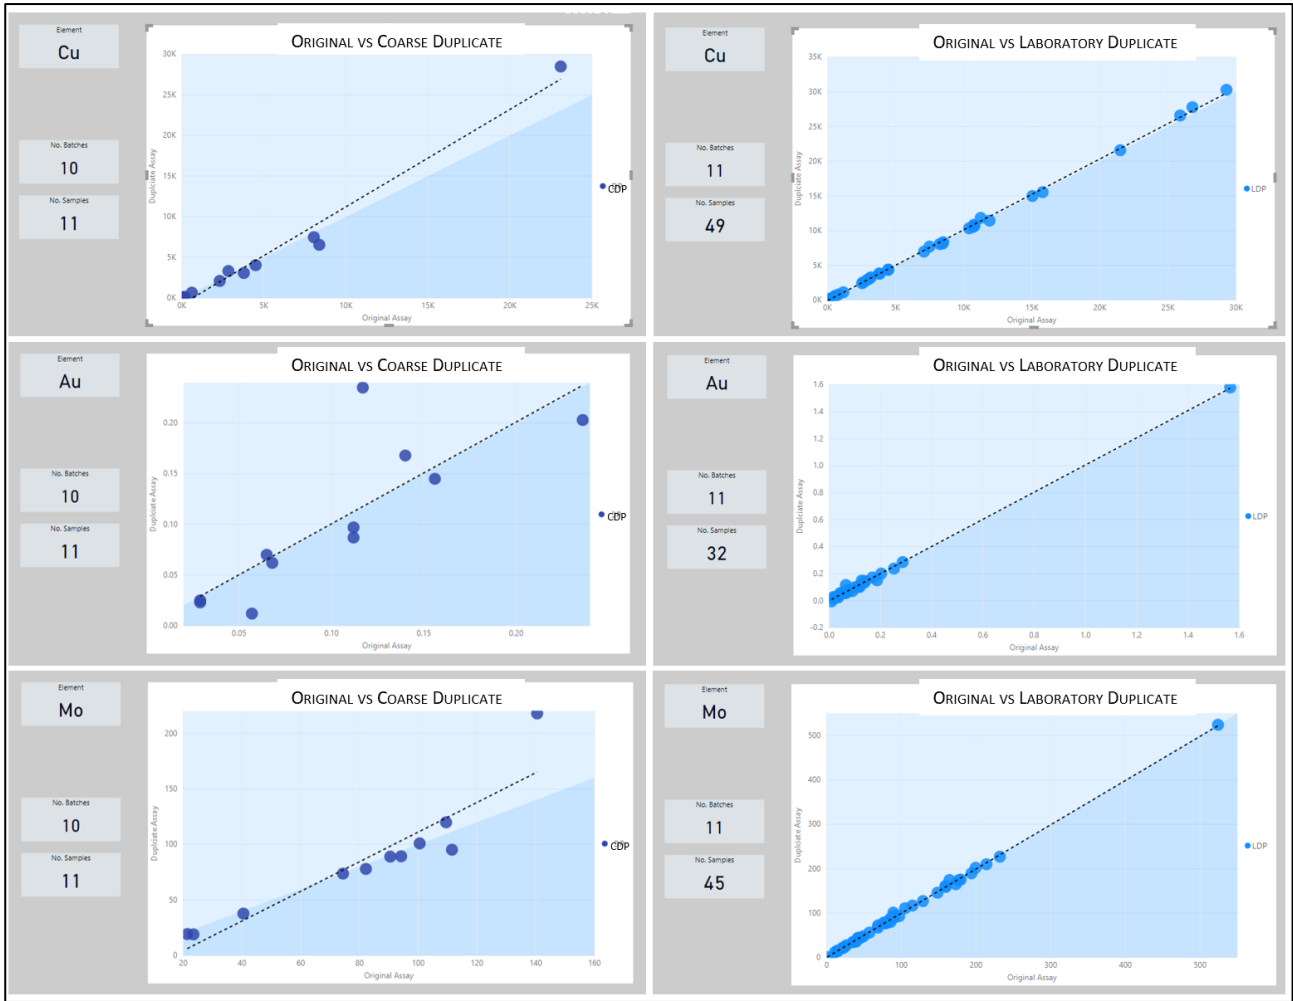 Element
Cu
No. Batches
10
No. Samples
11
ORIGINAL VS COARSE DUPLICATE
30K
25K
20K
15K
10K
5K
0K
Duplciate Assay
0K
5K
10K
15K
20K
25K
Original Assay
CDP
Element
Cu
No. Batches
11
No. Samples
49
ORIGINAL VS LABORATORY DUPLICATE
35K
30K
25K
20K
15K
10K
5K
0K
Duplciate Assay
0K
5K
10K
15K
20K
25K
30K
Original Assay
LDP
Element
Au
No. Batches
10
No. Samples
11
ORIGINAL VS COARSE DUPLICATE
0.20
0.15
0.10
0.05
0.00
Duplciate Assay
0.05
0.10
0.15
0.20
Original Assay
CDP
Element
Au
No. Batches
11
No. Samples
32
ORIGINAL VS LABORATORY DUPLICATE
1.6
1.4
1.2
1.0
0.8
0.6
0.4
0.2
0.0
-0.2
Duplciate Assay
0.0
0.2
0.4
0.6
0.8
1.0
1.2
1.4
1.6
Original Assay
LDP
Element
Mo
No. Batches
10
No. Samples
11
ORIGINAL VS COARSE DUPLICATE
200
150
100
50
0
Duplciate Assay
20
40
60
80
100
120
140
160
Original Assay
CDP
Element
Mo
No. Batches
11
No. Samples
45
ORIGINAL VS LABORATORY DUPLICATE
500
400
300
200
100
0
Duplciate Assay
0
100
200
300
400
500
Original Assay
LDP